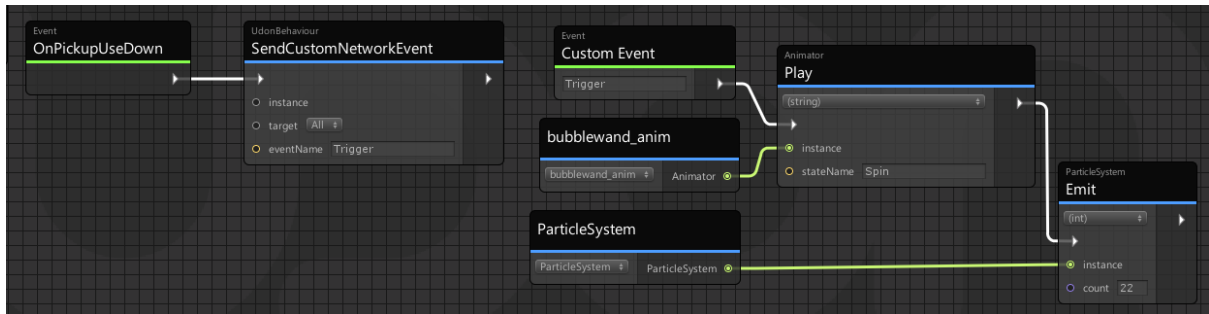 Event
OnPickupUseDown
UdonBehaviour
SendCustomNetworkEvent
instance
target All
eventName Trigger
Event
Custom Event
Trigger
bubblewand_anim
bubblewand_anim Animator
ParticleSystem
ParticleSystem ParticleSystem
Animator
Play
(string)
instance
stateName Spin
ParticleSystem
Emit
(int)
instance
count 22